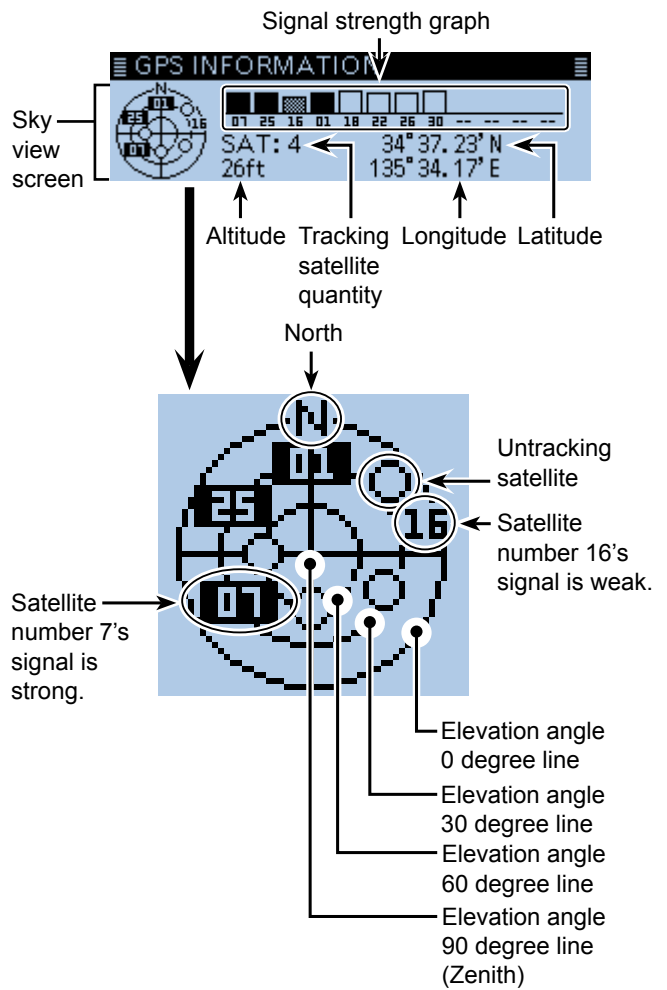 Signal strength graph
GPS INFORMATION
N
01
25
16
07
07 25 16 01 18 22 26 30 -- -- -- --
SAT: 4
34°37.23'N
26ft
135°34.17'E
Sky
view
screen
Altitude
Tracking
satellite
quantity
Longitude
Latitude
North
N
01
25
16
07
Untracking
satellite
Satellite
number 16's
signal is weak.
Satellite
number 7's
signal is
strong.
Elevation angle
0 degree line
Elevation angle
30 degree line
Elevation angle
60 degree line
Elevation angle
90 degree line
(Zenith)